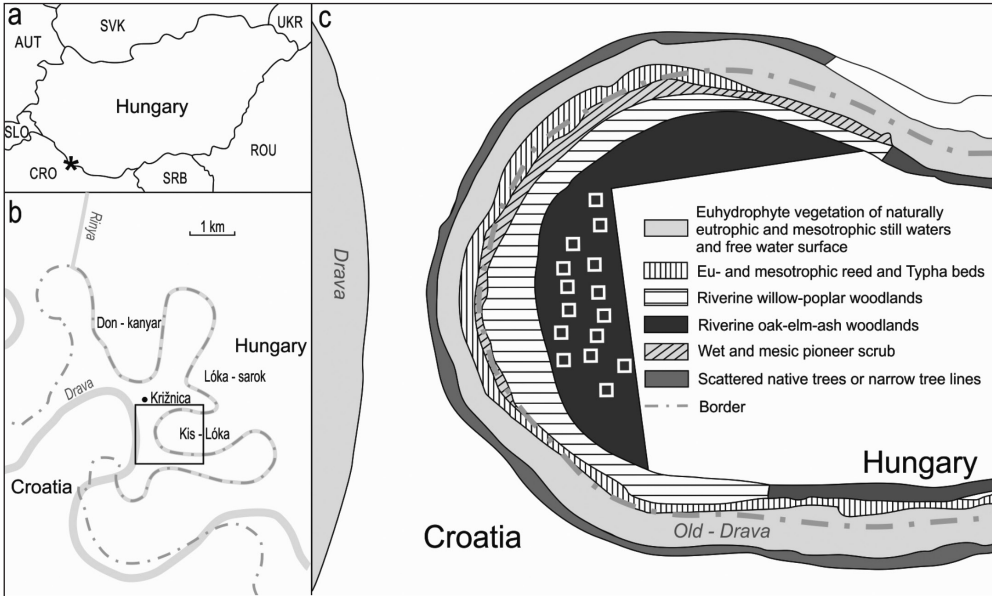 a
SVK
UKR
AUT
Hungary
SLO
CRO
*
SRB
ROU
b
Rinya
1 km
Don - kanyar
Hungary
Lóka - sarok
Drava
Križnica
Kis - Lóka
Croatia
c
Drava
Euhydrophyte vegetation of naturally
eutrophic and mesotrophic still waters
and free water surface
Eu- and mesotrophic reed and Typha beds
Riverine willow-poplar woodlands
Riverine oak-elm-ash woodlands
Wet and mesic pioneer scrub
Scattered native trees or narrow tree lines
Border
Hungary
Croatia
Old - Drava